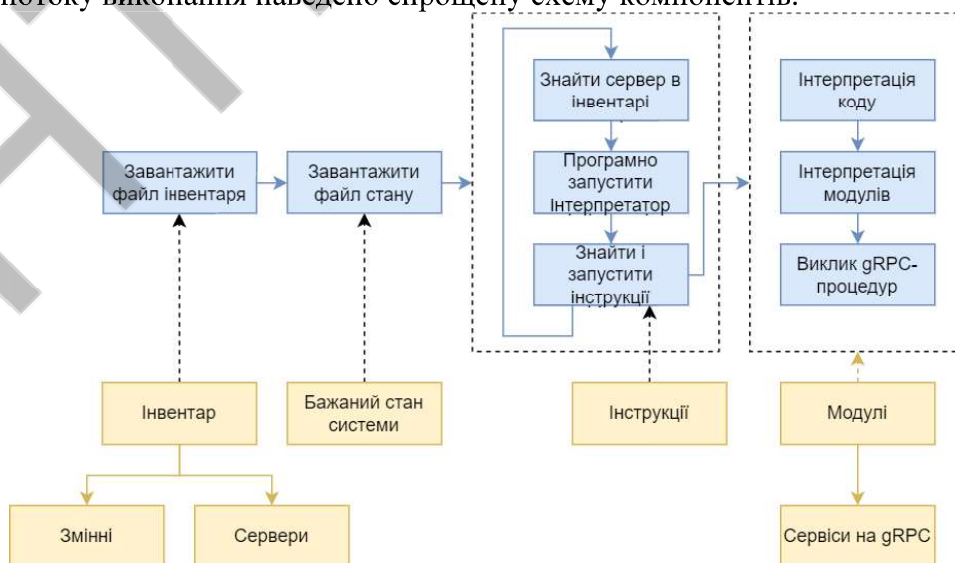 потоку виконання наведено спрощену схему компонентів.
Знайти сервер в
інвентарі
Інтерпретація
коду
Завантажити
файл інвентаря
Завантажити
файл стану
Програмно
запустити
Інтерпретатор
Інтерпретація
модулів
Знайти і
запустити
інструкції
Виклик gRPC-
процедур
Інвентар
Бажаний стан
системи
Інструкції
Модулі
Змінні
Сервери
Сервіси на gRPC